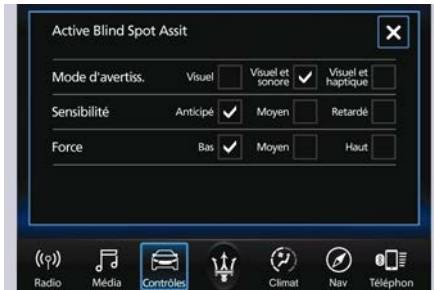 Active Blind Spot Assit
Mode d'avertiss. Visuel Visuel et sonore Visuel et haptique
Sensibilité Anticipé Moyen Retardé
Force Bas Moyen Haut
Radio Média Contrôles Climat Nav Téléphon